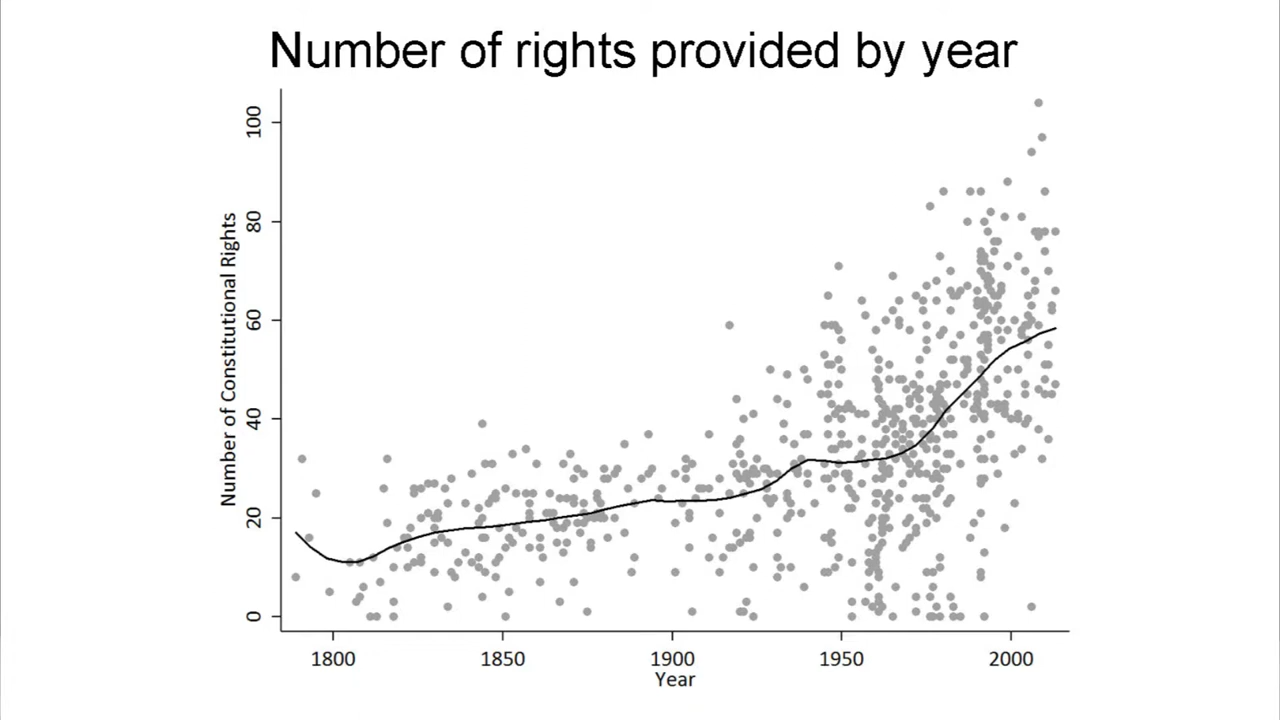 Number of rights provided by year
Number of Constitutional Rights
100
80
60
40
20
0
1800 1850 1900 1950 2000
Year